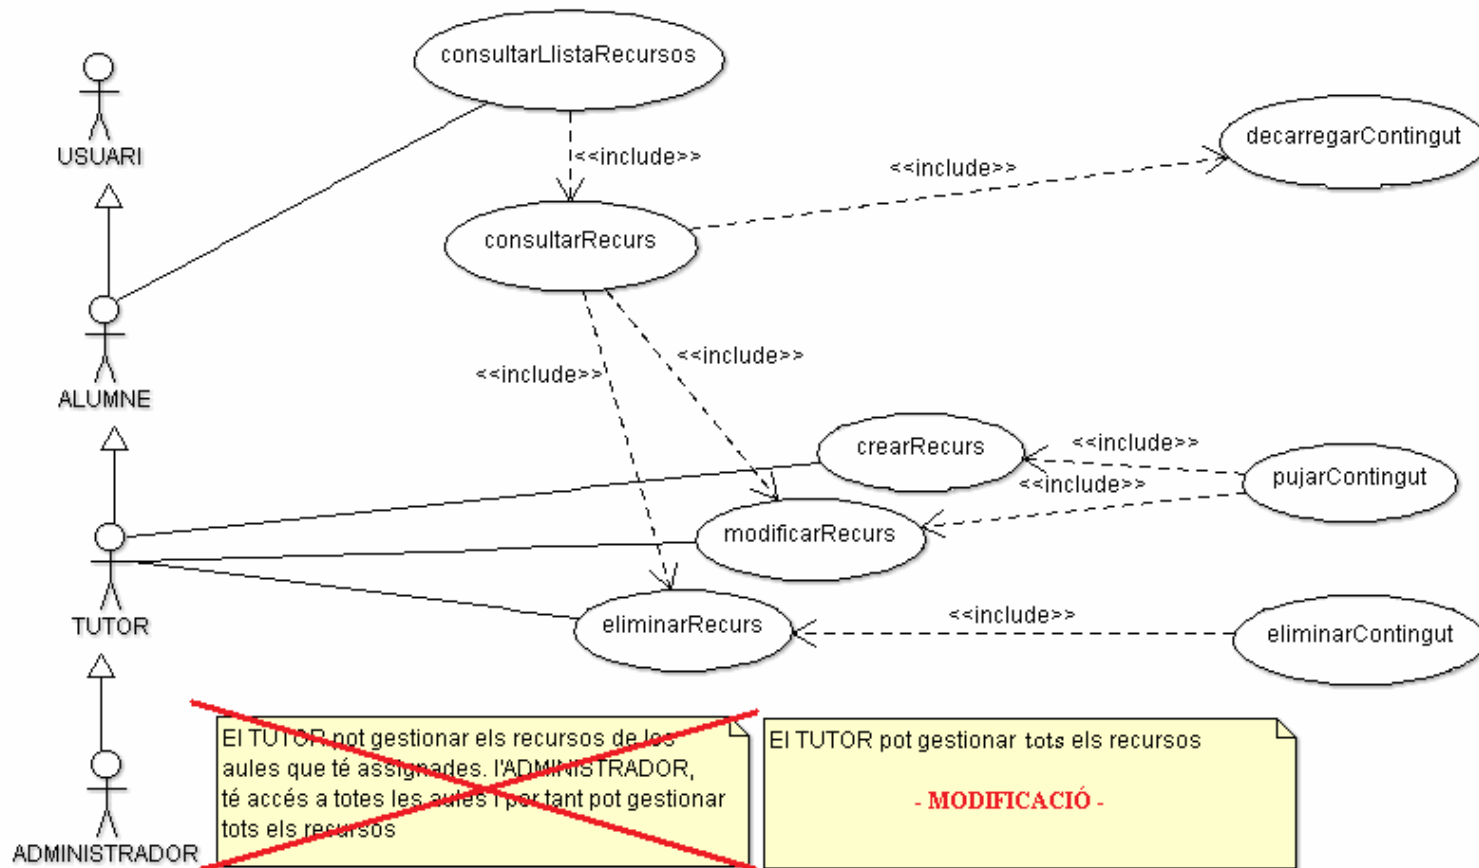 consultarLlistaRecursos
USUARI
decarregarContingut
<<include>>
<<include>>
consultarRecurs
ALUMNE
<<include>>
<<include>>
crearRecurs
<<include>>
pujarContingut
<<include>>
modificarRecurs
TUTOR
eliminarRecurs
<<include>>
eliminarContingut
El TUTOR pot gestionar els recursos de les
aules que té assignades. l'ADMINISTRADOR,
té accés a totes les aules i per tant pot gestionar
tots els recursos
El TUTOR pot gestionar tots els recursos
- MODIFICACIÓ -
ADMINISTRADOR